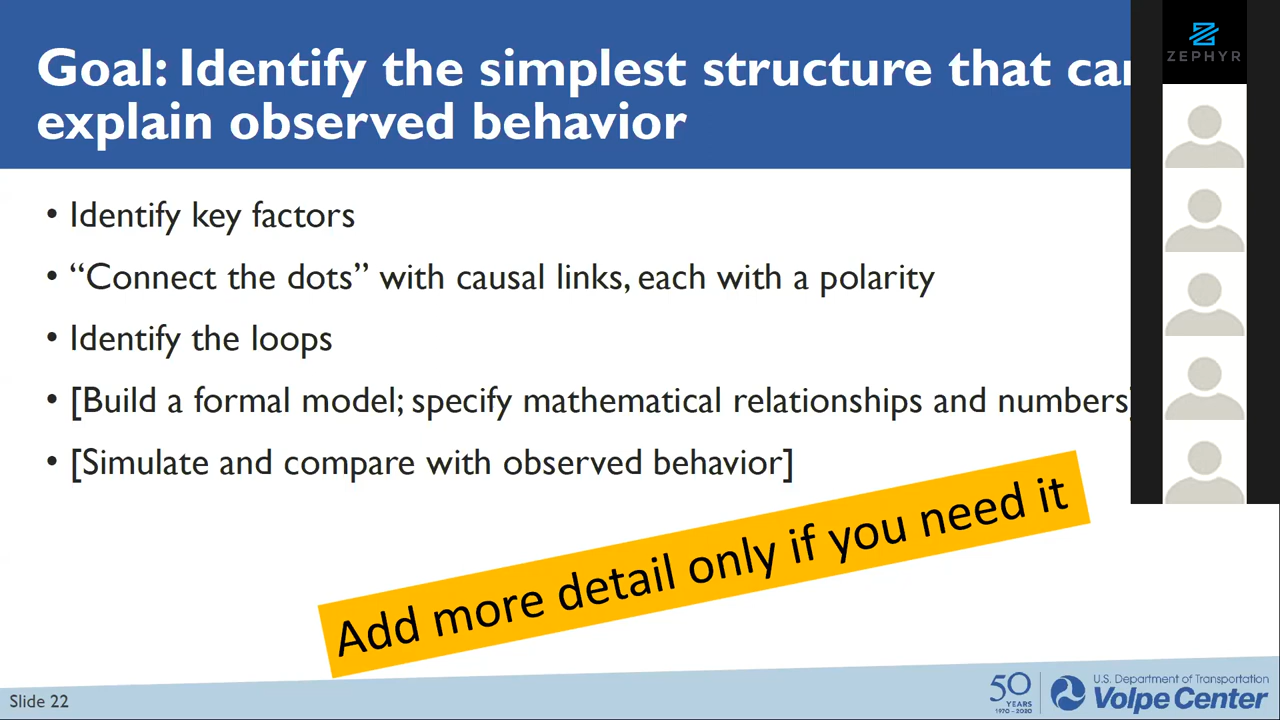 Goal: Identify the simplest structure that can
explain observed behavior
ZEPHYR
• Identify key factors
• “Connect the dots” with causal links, each with a polarity
• Identify the loops
• [Build a formal model; specify mathematical relationships and numbers]
• [Simulate and compare with observed behavior]
Add more detail only if you need it
Slide 22
50
YEARS
1970 - 2020
U.S. Department of Transportation
Volpe Center